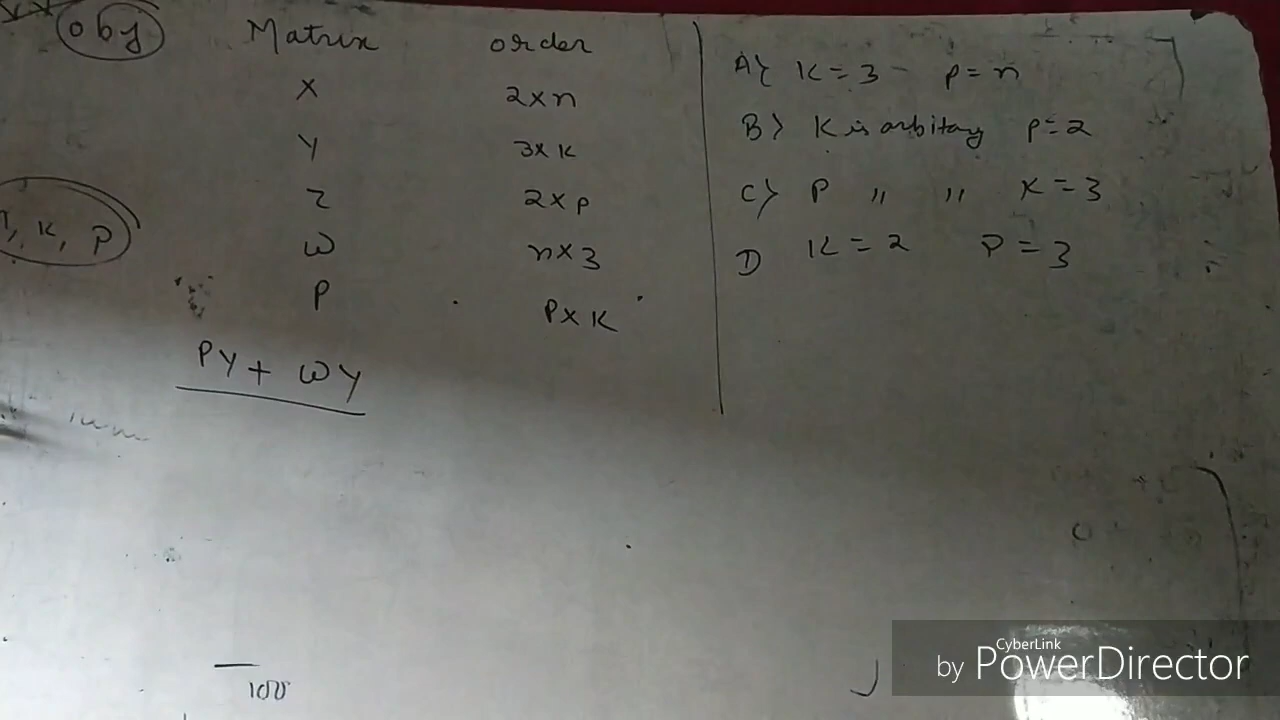 obj Matrix order
X 2×n
Y 3×k
Z 2×p
W n×3
P P×K
n, K, P
PY + WY
A} K=3 p=n
B> K is arbitary p=2
C> P " " K=3
D K=2 P=3
100
by CyberLink PowerDirector